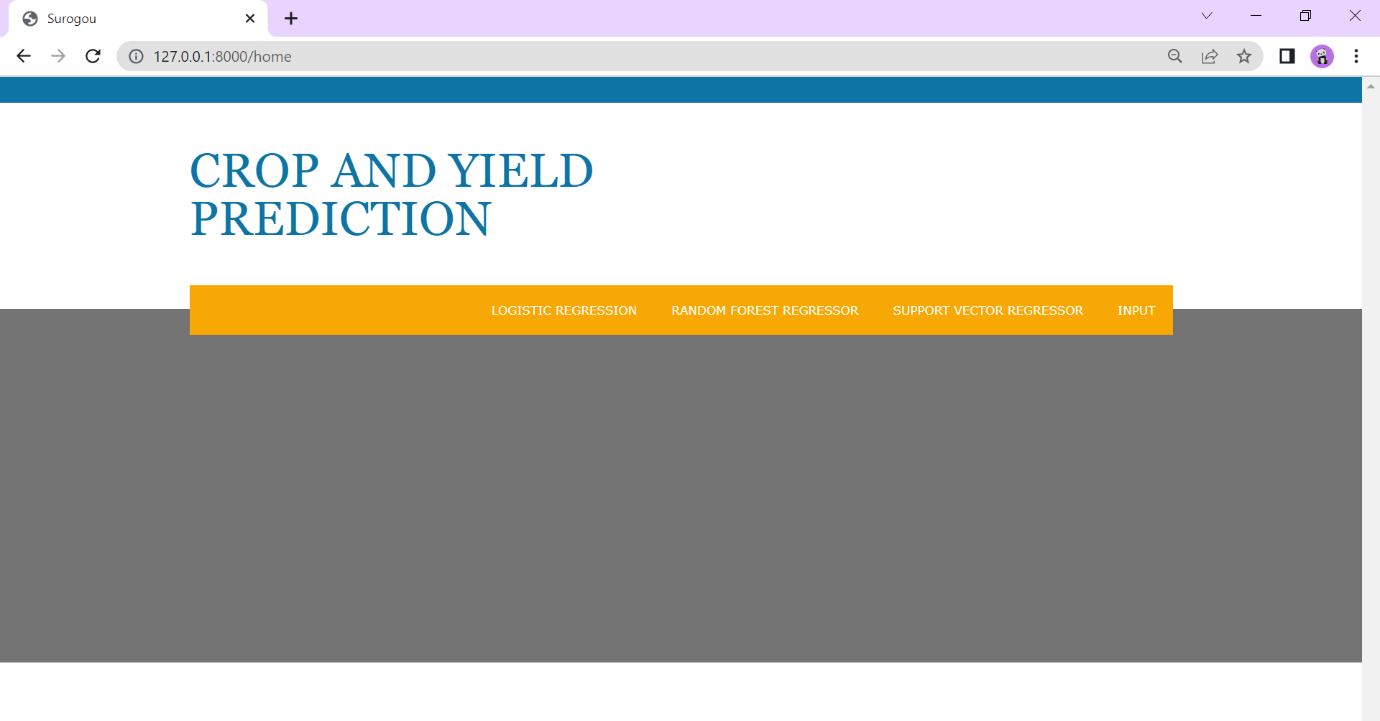 Surogou
127.0.0.1:8000/home
CROP AND YIELD
PREDICTION
LOGISTIC REGRESSION RANDOM FOREST REGRESSOR SUPPORT VECTOR REGRESSOR INPUT